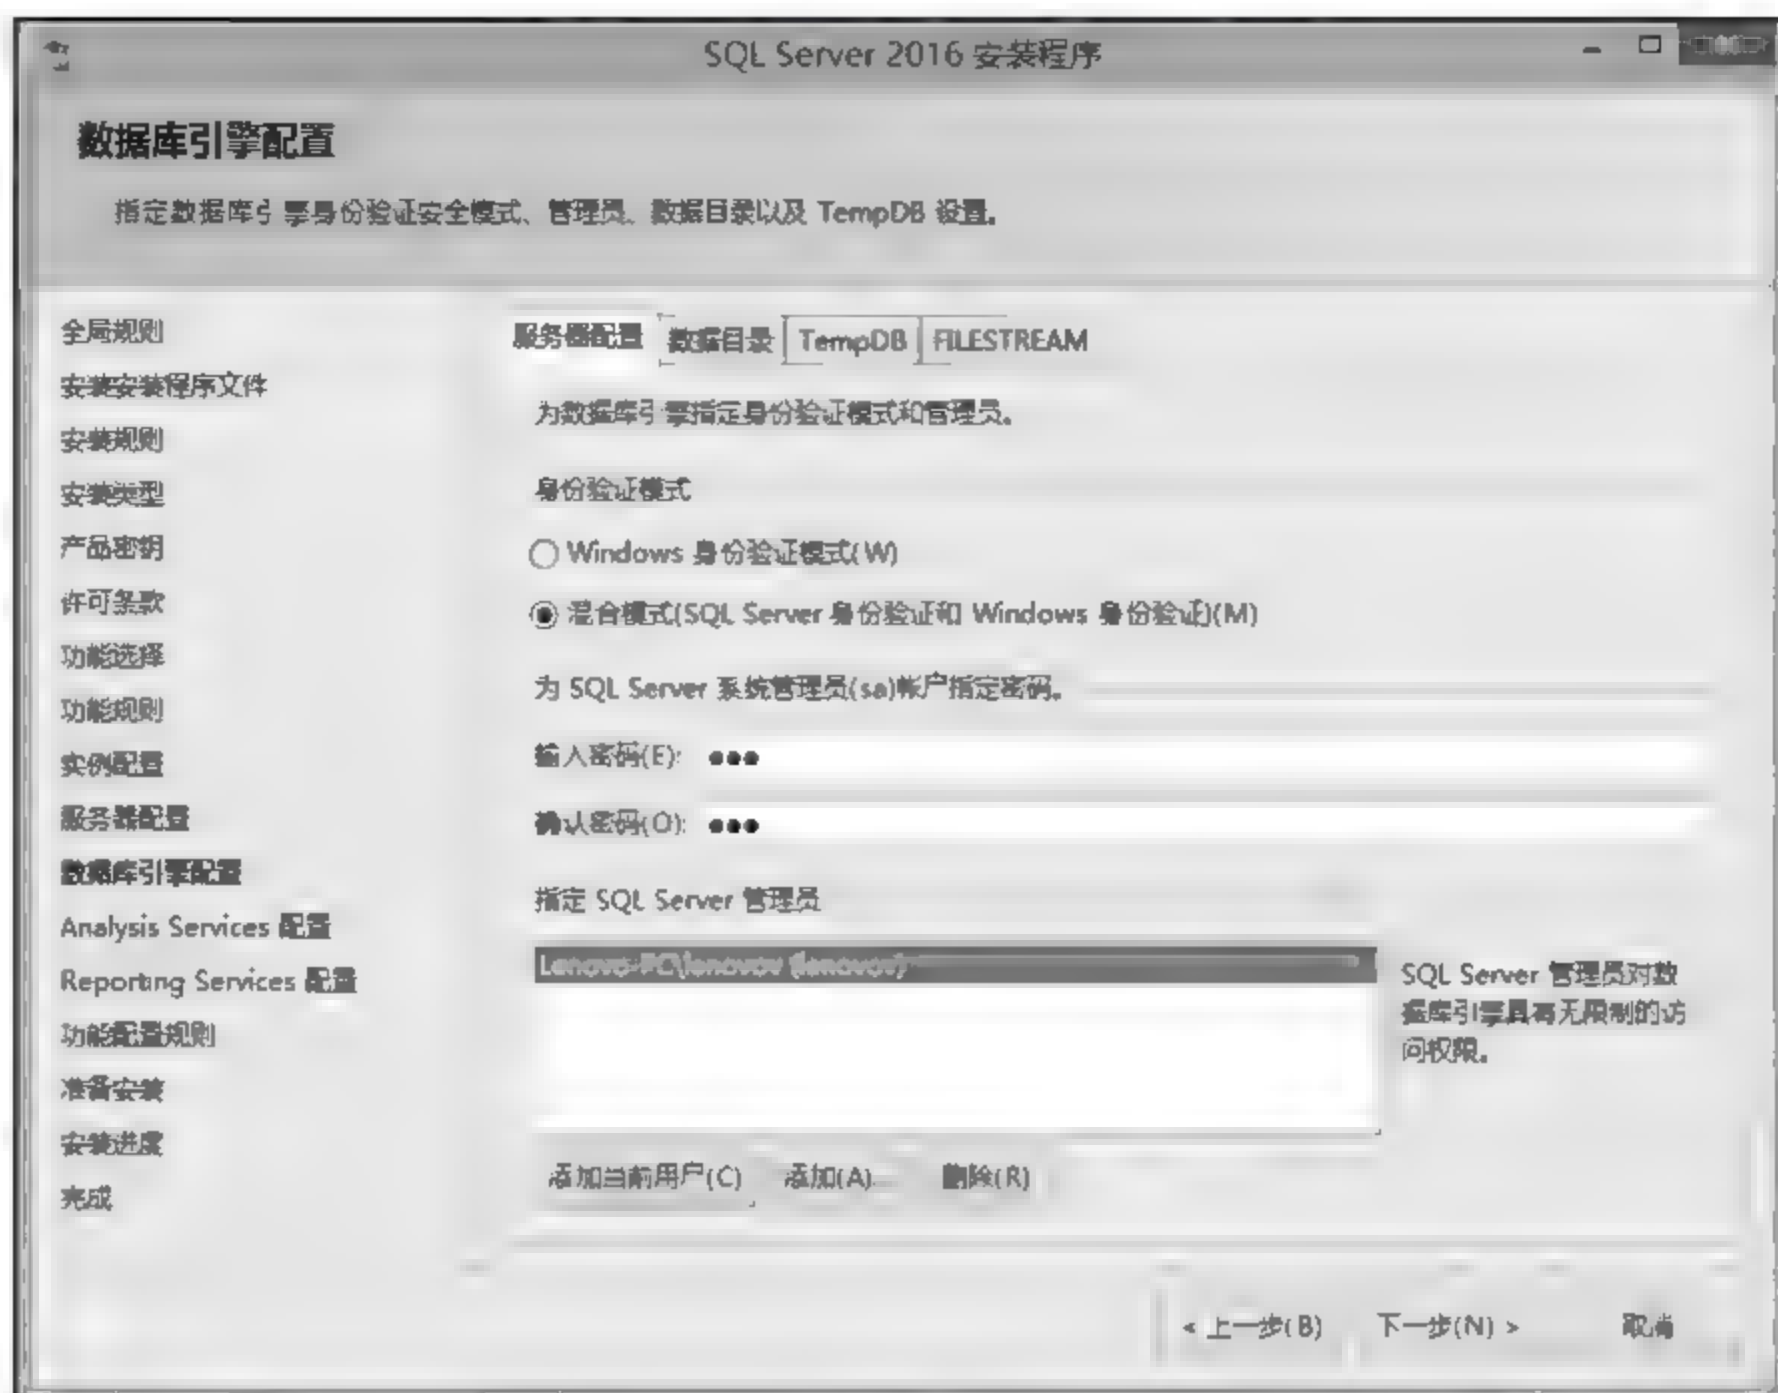 SQL Server 2016 安装程序
数据库引擎配置
指定数据库引擎身份验证安全模式、管理员、数据目录以及 TempDB 设置。
全局规则
安装安装程序文件
安装规则
安装类型
产品密钥
许可条款
功能选择
功能规则
实例配置
服务器配置
数据库引擎配置
Analysis Services 配置
Reporting Services 配置
功能配置规则
准备安装
安装进度
完成
服务器配置 数据目录 TempDB FILESTREAM
为数据库引擎指定身份验证模式和管理员。
身份验证模式
Windows 身份验证模式(W)
混合模式(SQL Server 身份验证和 Windows 身份验证)(M)
为 SQL Server 系统管理员(sa)帐户指定密码。
输入密码(E): ●●●
确认密码(O): ●●●
指定 SQL Server 管理员
Lenovo-PC\lenovov (lenovov)
SQL Server 管理员对数
据库引擎具有无限制的访
问权限。
添加当前用户(C) 添加(A)... 删除(R)
< 上一步(B) 下一步(N) > 取消